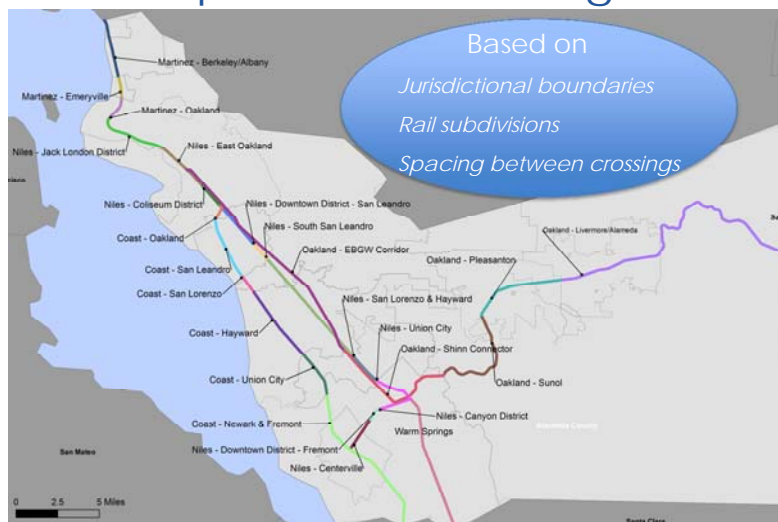 Based on
Jurisdictional boundaries
Rail subdivisions
Spacing between crossings
Martinez - Berkeley/Albany
Martinez - Emeryville
Martinez - Oakland
Niles - Jack London District
Niles - East Oakland
Niles - Coliseum District
Niles - Downtown District - San Leandro
Niles - South San Leandro
Coast - Oakland
Oakland - EBGW Corridor
Oakland - Livermore/Alameda
Oakland - Pleasanton
Coast - San Leandro
Coast - San Lorenzo
Niles - San Lorenzo & Hayward
Coast - Hayward
Niles - Union City
Oakland - Shinn Connector
Coast - Union City
Oakland - Sunol
Coast - Newark & Fremont
Niles - Canyon District
Warm Springs
Alameda County
Niles - Downtown District - Fremont
San Mateo
Niles - Centerville
0 2.5 5 Miles
Santa Clara